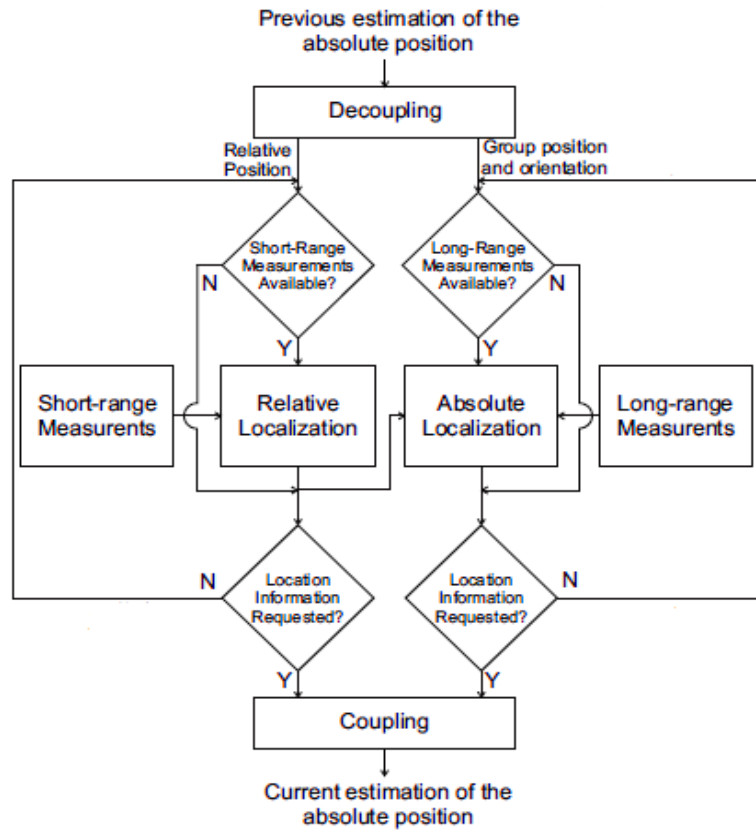 Previous estimation of the
absolute position
Decoupling
Relative
Position
Group position
and orientation
Short-Range
Measurements
Available?
Long-Range
Measurements
Available?
N
N
Y
Y
Short-range
Measurents
Relative
Localization
Absolute
Localization
Long-range
Measurents
N
Location
Information
Requested?
Location
Information
Requested?
N
Y
Y
Coupling
Current estimation of the
absolute position